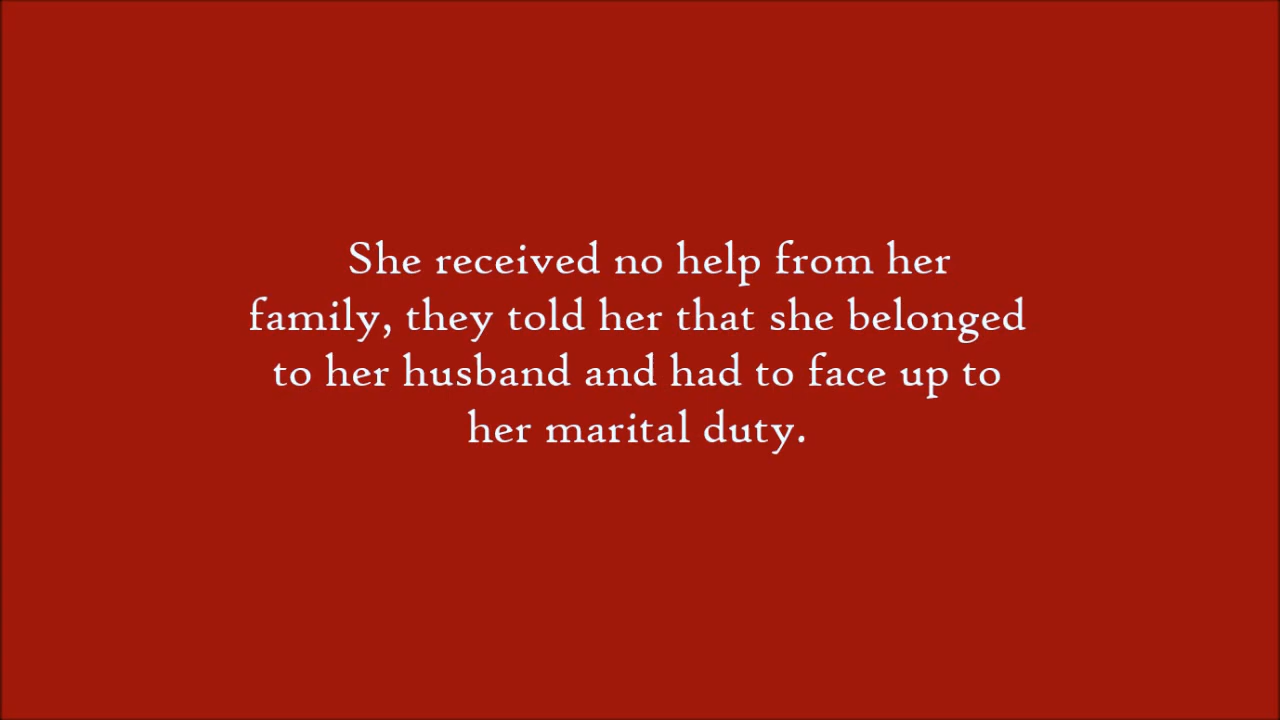 She received no help from her
family, they told her that she belonged
to her husband and had to face up to
her marital duty.